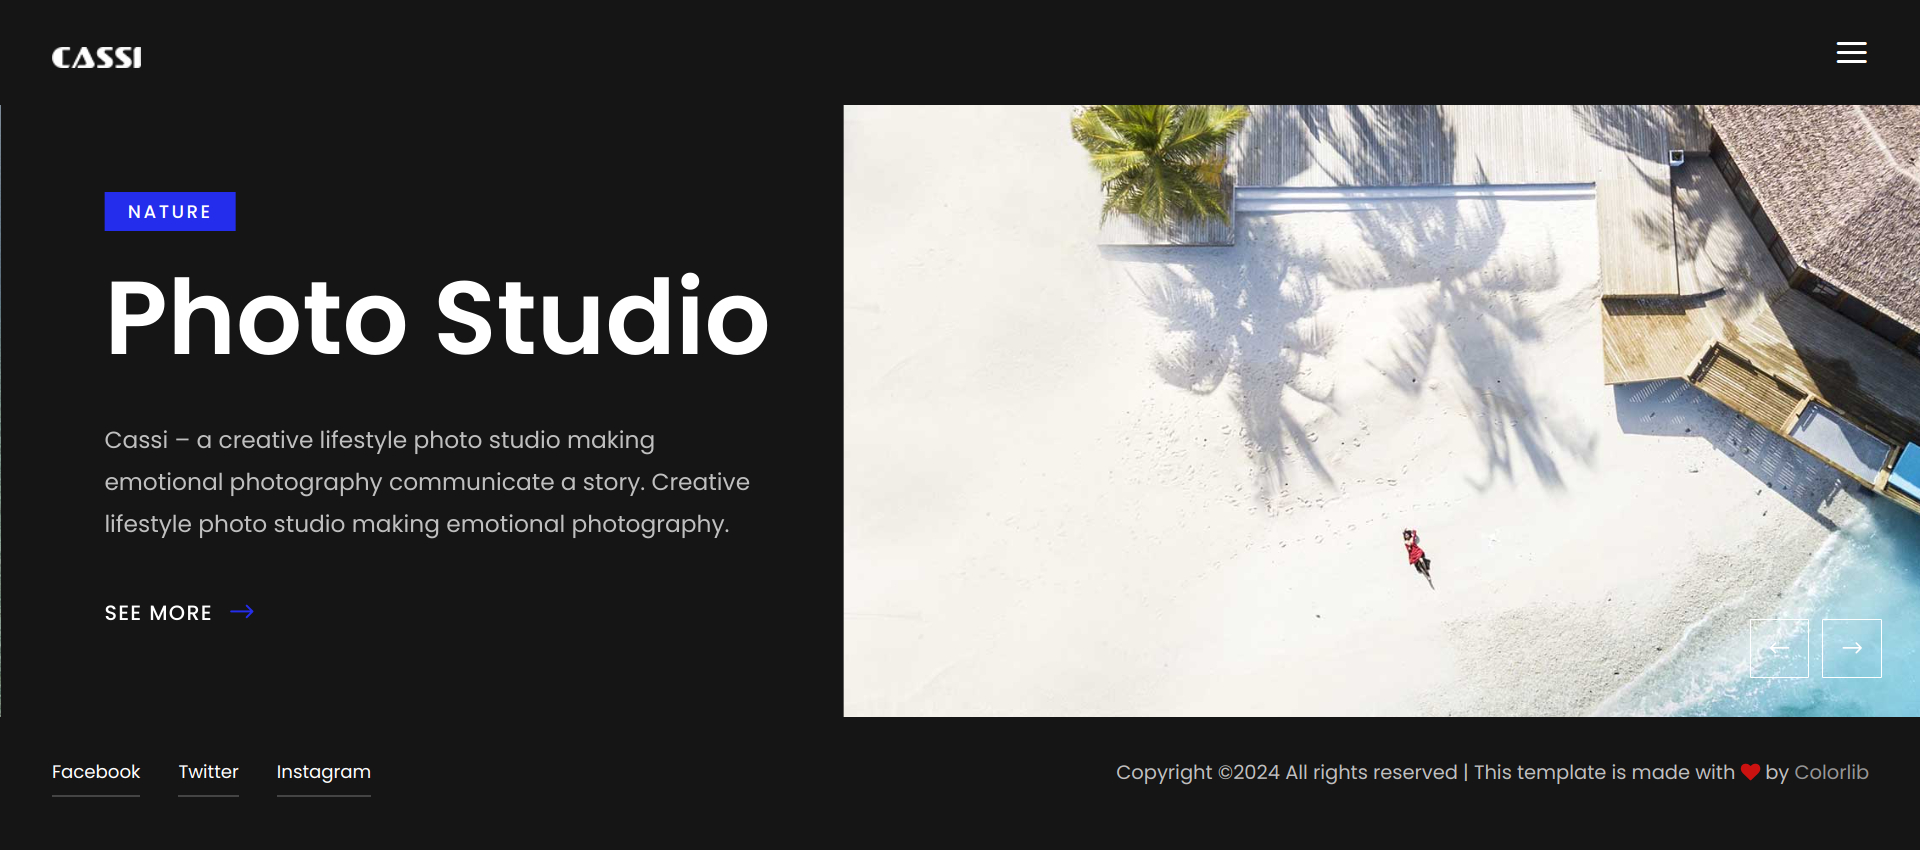 CASSI
NATURE
Photo Studio
Cassi – a creative lifestyle photo studio making
emotional photography communicate a story. Creative
lifestyle photo studio making emotional photography.
SEE MORE
Facebook Twitter Instagram
Copyright ©2024 All rights reserved | This template is made with ❤ by Colorlib